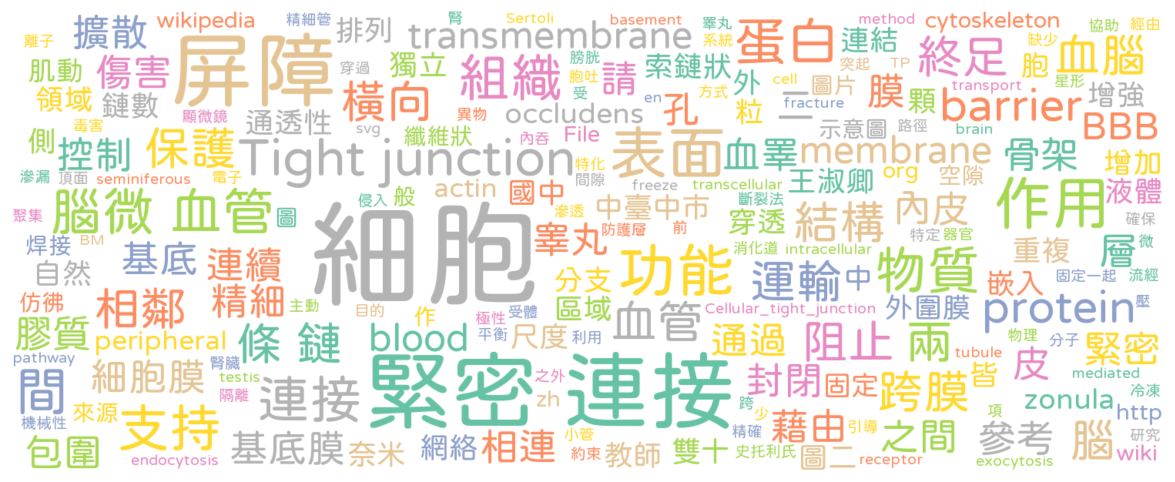 擴散 wikipedia 精細管 腎 Sertoli basement 睪丸 method cytoskeleton 協助 經由
離子 屏障 排列 transmembrane 系統 蛋白 連結 終足 缺少 血腦
肌動 傷害 穿過 獨立 組織 膀胱 胞吐 請 索鏈狀 外 突起 TP 胞 星形
領域 鏈數 顯微鏡 橫向 異物 受 en 孔 cell 方式 圖片 膜 transport 增強
毒害 通透性 svg occludens 粒 二 fracture 顆 barrier BBB
側 控制 保護 纖維狀 內吞 File 表面 血睪 示意圖 路徑 brain 骨架
滲漏 頂面 Tight junction 特化 間隙 membrane 增加
seminiferous 電子 actin 國中 freeze transcellular 王淑卿 org 空隙 作用 液體
聚集 腦微 血管 圖 侵入 般 滲透 斷裂法 中臺中市 穿透 結構 內皮 特定 器官 確保
焊接 BM 細胞 睾丸 防護層 前 消化道 intracellular 重複 層 微
自然 基底 連續 分支 功能 運輸 中 物質 嵌入 固定一起 流經
仿彿 相鄰 精細 主動 目的 受體 區域 血管 Cellular_tight_junction 外圍膜 protein 壓
膠質 peripheral 條 鏈 作 極性 平衡 blood 利用 尺度 通過 阻止 兩 物理 分子 緊密
pathway 腎臟 緊密 連接 tubule 皆 皮 mediated
間 細胞膜 testis 隔離 連接 之外 zh 封閉 固定 跨膜 zonula 冷凍 http
機械性 來源 支持 跨 少 藉由 引導 項 研究
包圍 endocytosis 基底膜 奈米 網絡 相連 小管 約束 教師 雙十 精確 史托利氏 圖二 receptor 之間 exocytosis 參考 腦 wiki